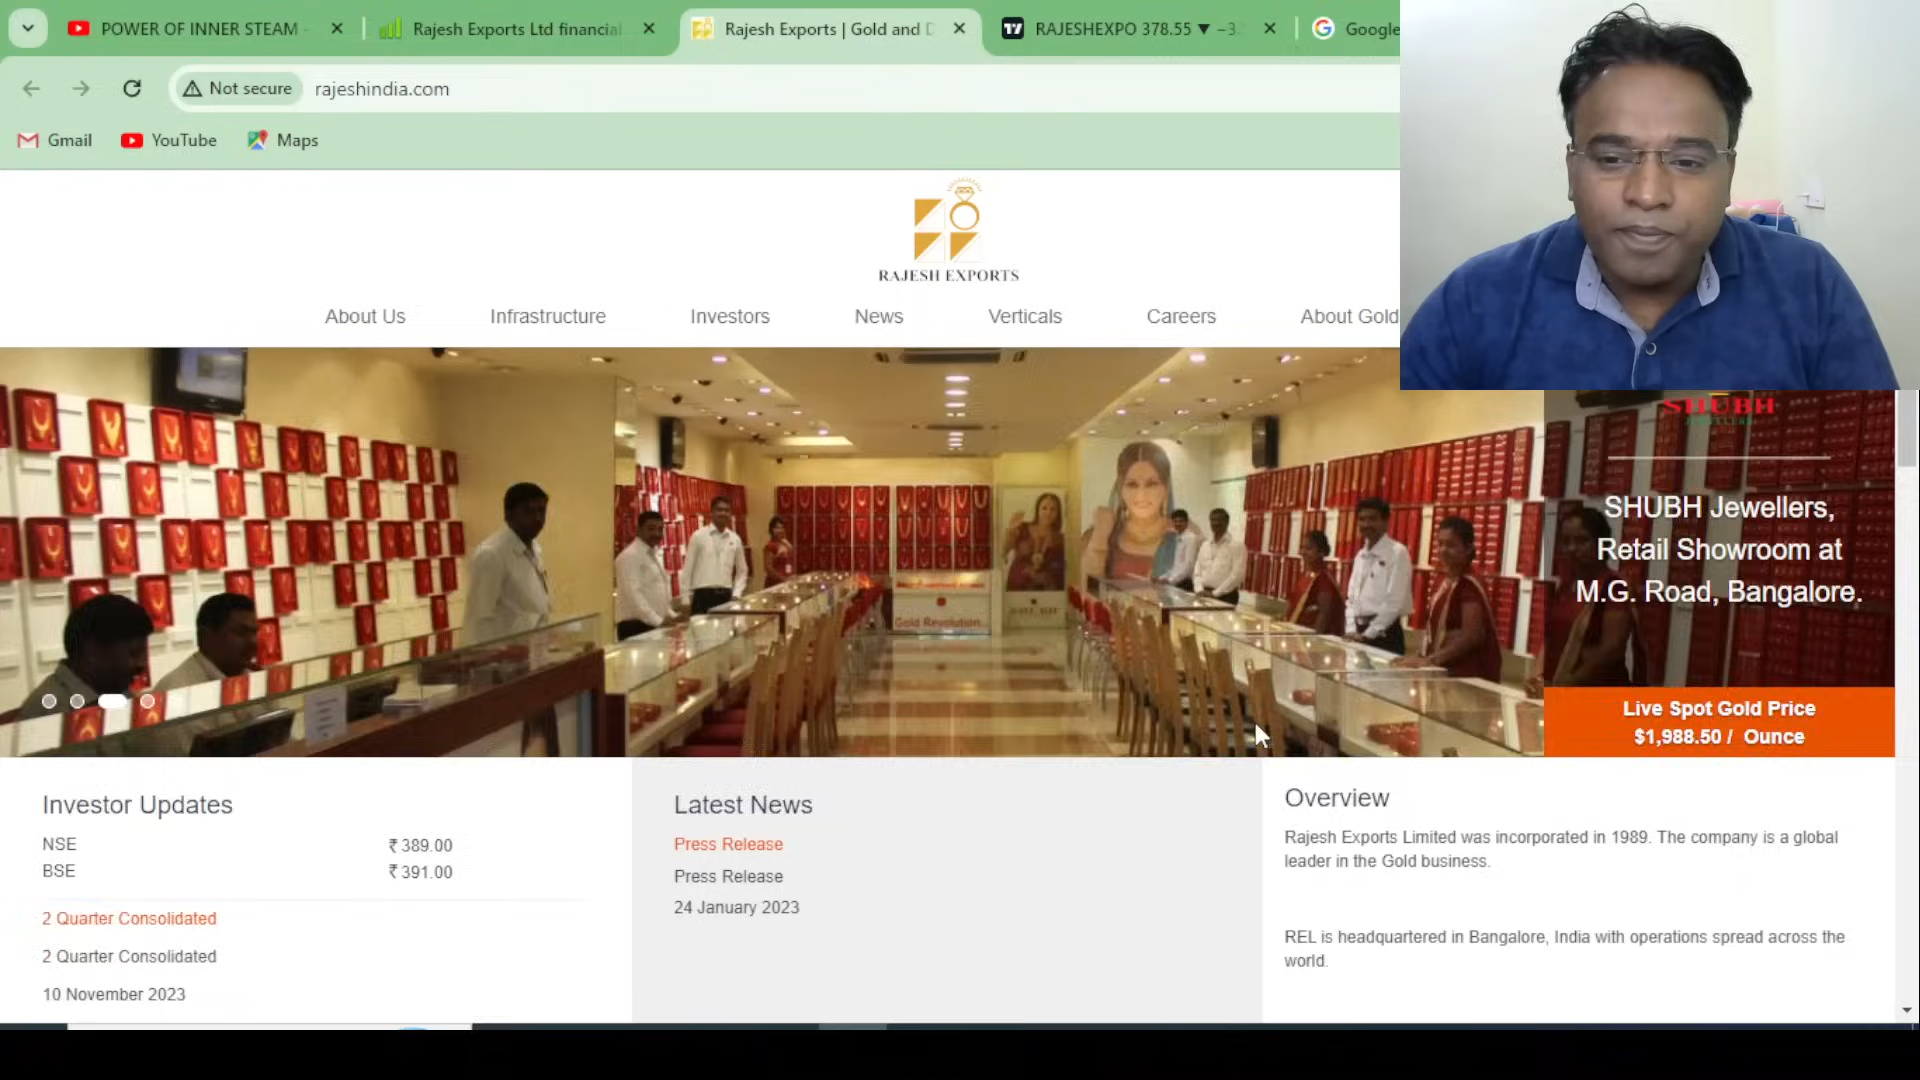 POWER OF INNER STEAM -
Rajesh Exports Ltd financial
Rajesh Exports | Gold and D
RAJESHEXPO 378.55 ▼ −3.
Google
Not secure
rajeshindia.com
Gmail
YouTube
Maps
RAJESH EXPORTS
About Us
Infrastructure
Investors
News
Verticals
Careers
About Gold
SHUBH
JEWELLERS
SHUBH Jewellers,
Retail Showroom at
M.G. Road, Bangalore.
Gold Revolution...
SHUBH
Live Spot Gold Price
$1,988.50 / Ounce
Investor Updates
NSE ₹ 389.00
BSE ₹ 391.00
2 Quarter Consolidated
2 Quarter Consolidated
10 November 2023
Latest News
Press Release
Press Release
24 January 2023
Overview
Rajesh Exports Limited was incorporated in 1989. The company is a global
leader in the Gold business.
REL is headquartered in Bangalore, India with operations spread across the
world.